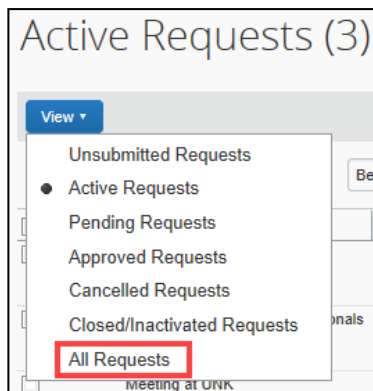 Active Requests (3)
View
Unsubmitted Requests
Be
Active Requests
Pending Requests
Approved Requests
Cancelled Requests
Closed/Inactivated Requests
onals
All Requests
Meeting at UNK